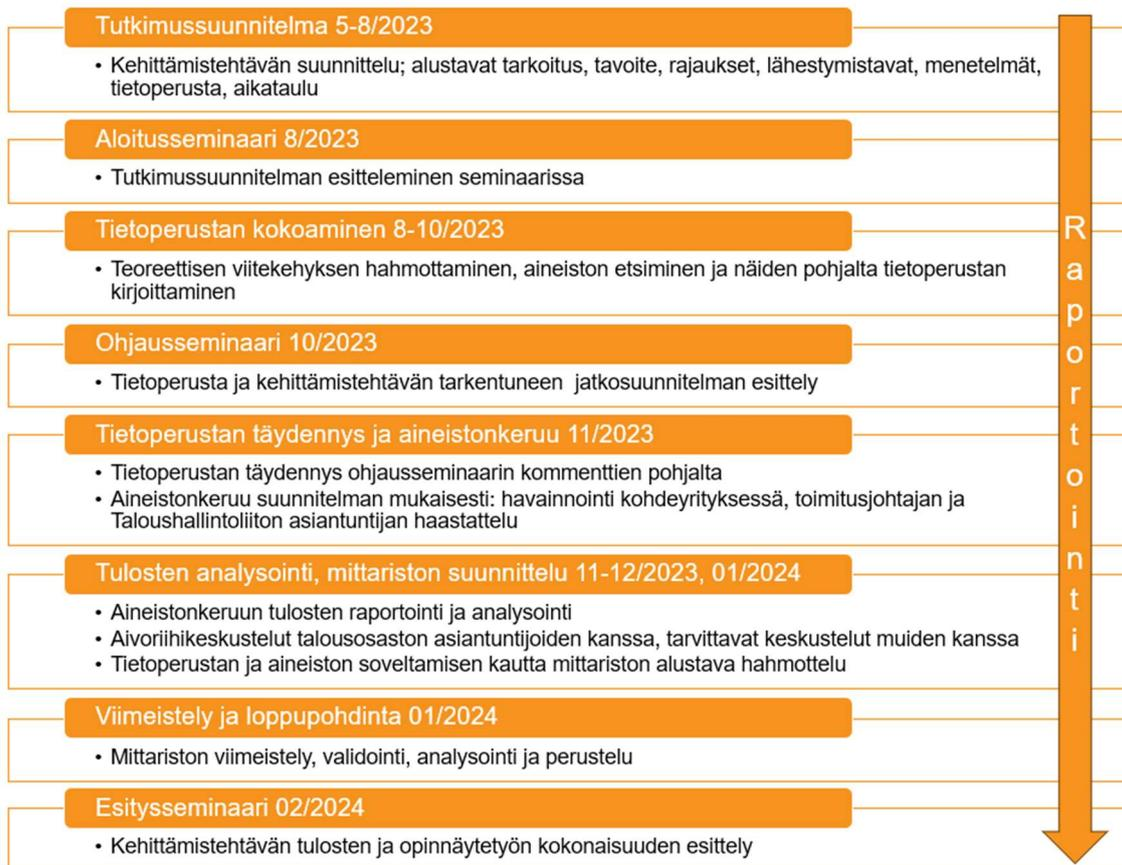 Tutkimussuunnitelma 5-8/2023
• Kehittämistehtävän suunnittelu; alustavat tarkoitus, tavoite, rajaukset, lähestymistavat, menetelmät,
tietoperusta, aikataulu
Aloitusseminaari 8/2023
• Tutkimussuunnitelman esitteleminen seminaarissa
Tietoperustan kokoaminen 8-10/2023
• Teoreettisen viitekehyksen hahmottaminen, aineiston etsiminen ja näiden pohjalta tietoperustan
kirjoittaminen
Ohjausseminaari 10/2023
• Tietoperusta ja kehittämistehtävän tarkentuneen  jatkosuunnitelman esittely
Tietoperustan täydennys ja aineistonkeruu 11/2023
• Tietoperustan täydennys ohjausseminaarin kommenttien pohjalta
• Aineistonkeruu suunnitelman mukaisesti: havainnointi kohdeyrityksessä, toimitusjohtajan ja
Taloushallintoliiton asiantuntijan haastattelu
Tulosten analysointi, mittariston suunnittelu 11-12/2023, 01/2024
• Aineistonkeruun tulosten raportointi ja analysointi
• Aivoriihikeskustelut talousosaston asiantuntijoiden kanssa, tarvittavat keskustelut muiden kanssa
• Tietoperustan ja aineiston soveltamisen kautta mittariston alustava hahmottelu
Viimeistely ja loppupohdinta 01/2024
• Mittariston viimeistely, validointi, analysointi ja perustelu
Esitysseminaari 02/2024
• Kehittämistehtävän tulosten ja opinnäytetyön kokonaisuuden esittely
Raportointi